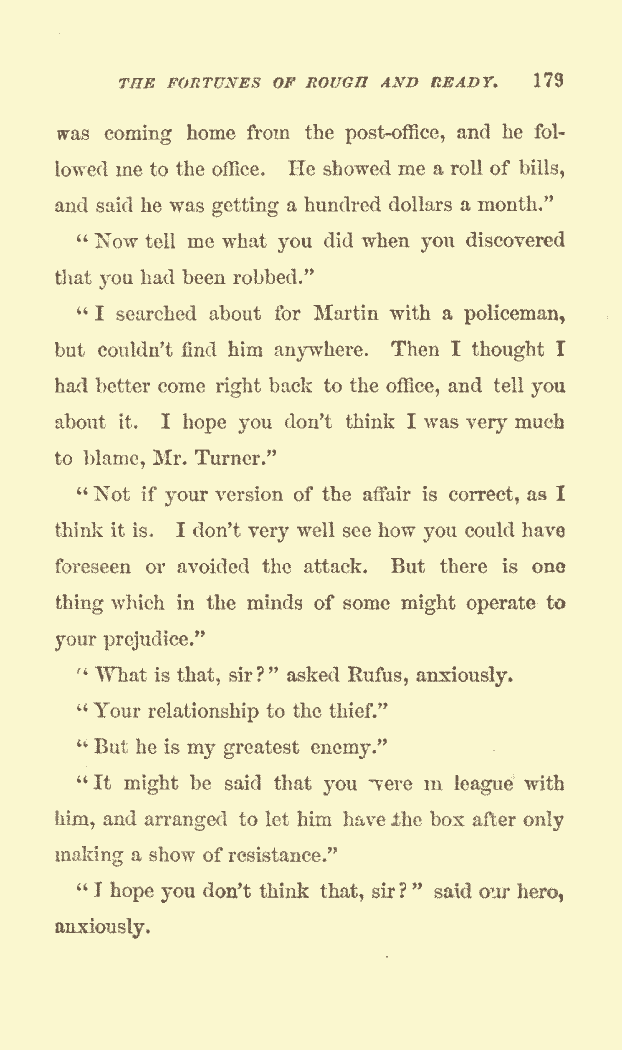 THE FORTUNES OF ROUGH AND READY. 179
was coming home from the post-office, and he fol-
lowed me to the office. He showed me a roll of bills,
and said he was getting a hundred dollars a month."
"Now tell me what you did when you discovered
that you had been robbed."
"I searched about for Martin with a policeman,
but couldn't find him anywhere. Then I thought I
had better come right back to the office, and tell you
about it. I hope you don't think I was very much
to blame, Mr. Turner."
"Not if your version of the affair is correct, as I
think it is. I don't very well see how you could have
foreseen or avoided the attack. But there is one
thing which in the minds of some might operate to
your prejudice."
"What is that, sir?" asked Rufus, anxiously.
"Your relationship to the thief."
"But he is my greatest enemy."
"It might be said that you were in league with
him, and arranged to let him have the box after only
making a show of resistance."
"I hope you don't think that, sir?" said our hero,
anxiously.